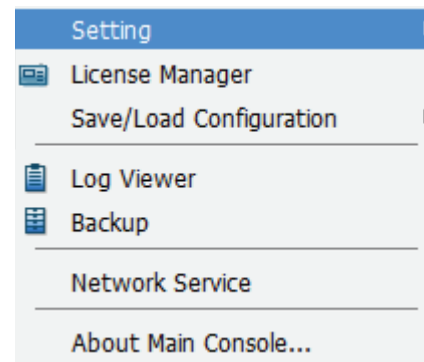 Setting
License Manager
Save/Load Configuration
Log Viewer
Backup
Network Service
About Main Console...